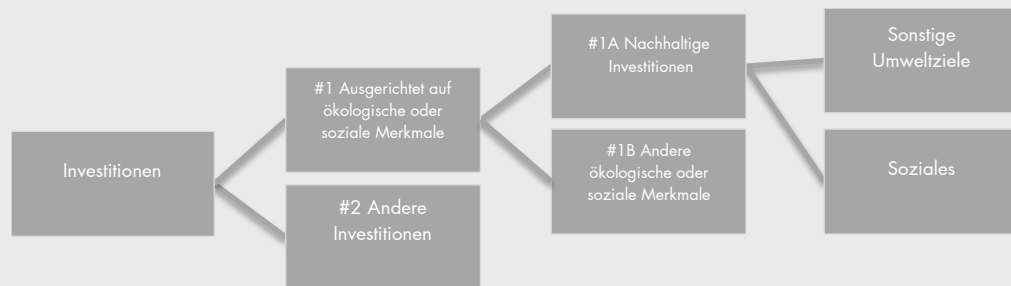 Investitionen
#1 Ausgerichtet auf
ökologische oder
soziale Merkmale
#2 Andere
Investitionen
#1A Nachhaltige
Investitionen
#1B Andere
ökologische oder
soziale Merkmale
Sonstige
Umweltziele
Soziales